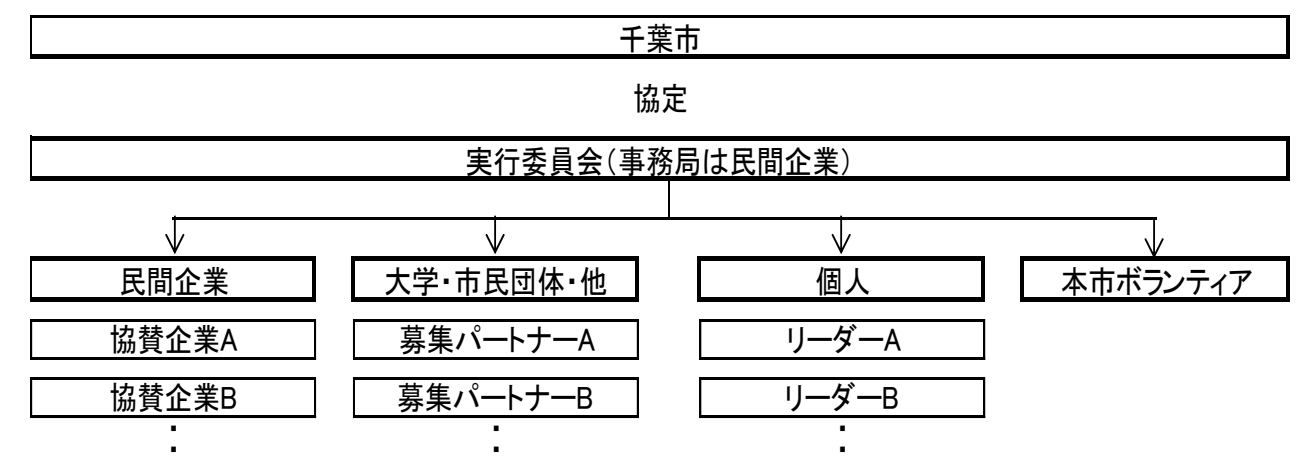 千葉市
協定
実行委員会（事務局は民間企業）
民間企業 大学・市民団体・他 個人 本市ボランティア
協賛企業A 募集パートナーA リーダーA
協賛企業B 募集パートナーB リーダーB
・ ・ ・
・ ・ ・